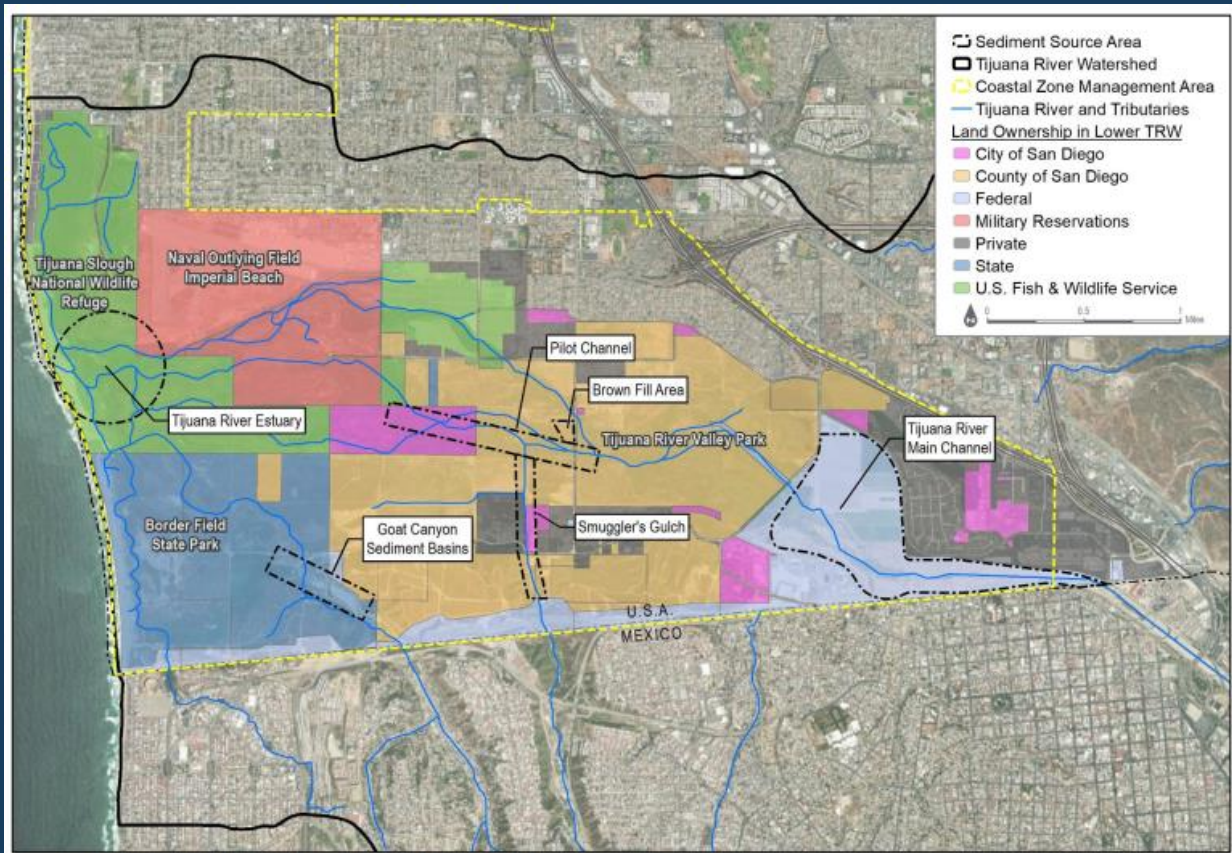 Sediment Source Area
Tijuana River Watershed
Coastal Zone Management Area
Tijuana River and Tributaries
Land Ownership in Lower TRW
City of San Diego
County of San Diego
Federal
Military Reservations
Private
State
U.S. Fish & Wildlife Service
0 0.5 1
Miles
Tijuana Slough
National Wildlife
Refuge
Naval Outlying Field
Imperial Beach
Pilot Channel
Brown Fill Area
Tijuana River Estuary
Tijuana River Valley Park
Tijuana River
Main Channel
Border Field
State Park
Goat Canyon
Sediment Basins
Smuggler's Gulch
U.S.A.
MEXICO